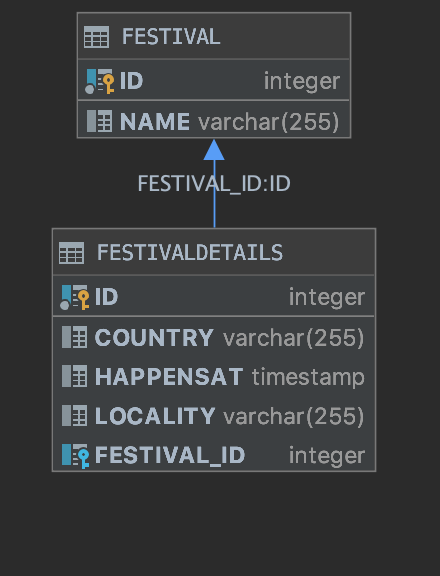 FESTIVAL
ID integer
NAME varchar(255)
FESTIVAL_ID:ID
FESTIVALDETAILS
ID integer
COUNTRY varchar(255)
HAPPENSAT timestamp
LOCALITY varchar(255)
FESTIVAL_ID integer